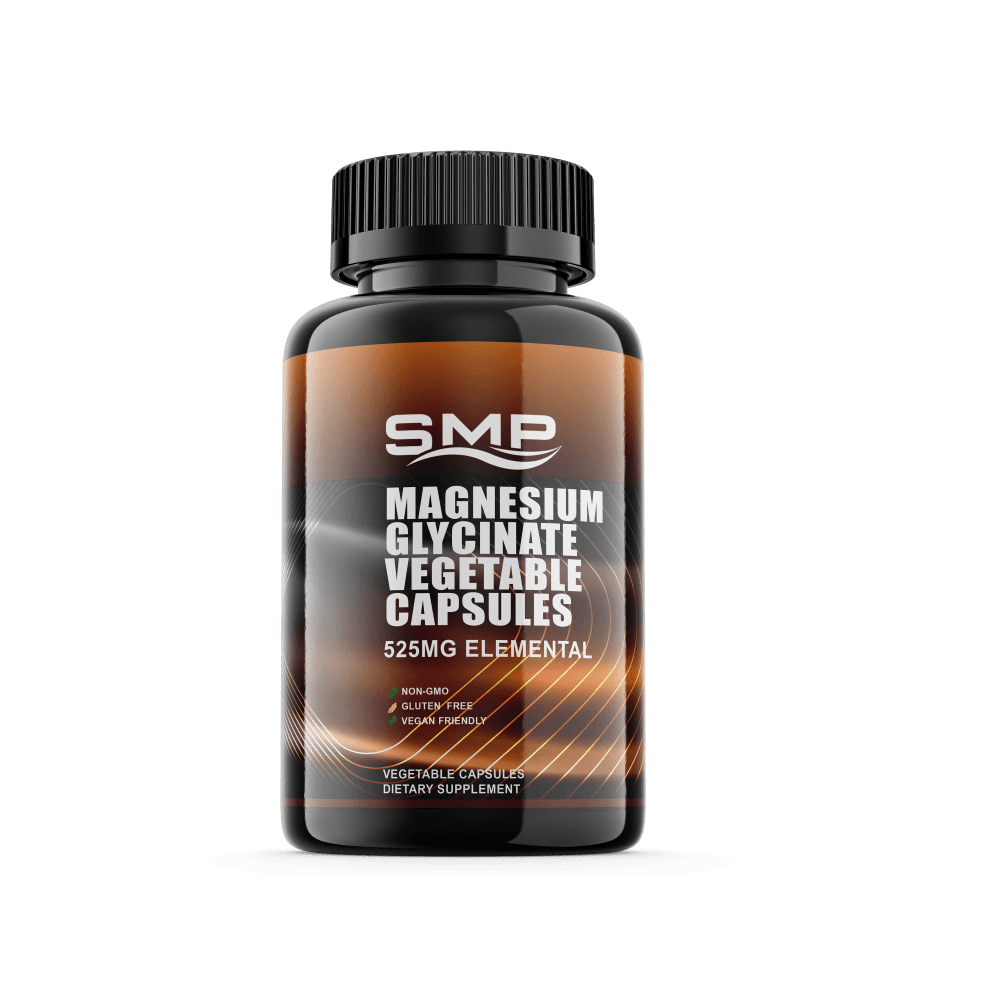 SMP
MAGNESIUM
GLYCINATE
VEGETABLE
CAPSULES
525MG ELEMENTAL
NON-GMO
GLUTEN FREE
VEGAN FRIENDLY
VEGETABLE CAPSULES
DIETARY SUPPLEMENT